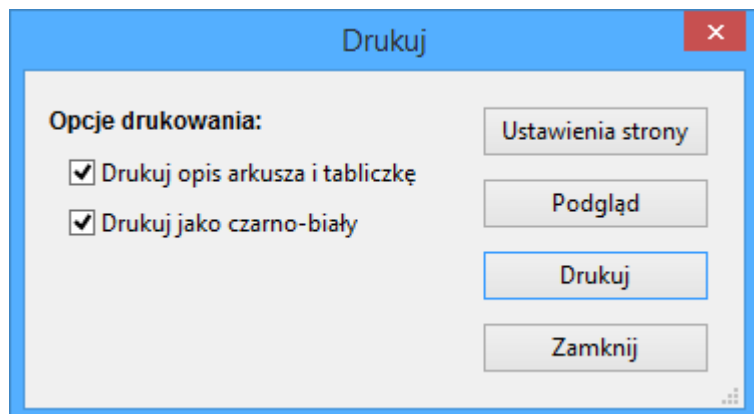 Drukuj
Opcje drukowania:
Drukuj opis arkusza i tabliczkę
Drukuj jako czarno-biały
Ustawienia strony
Podgląd
Drukuj
Zamknij